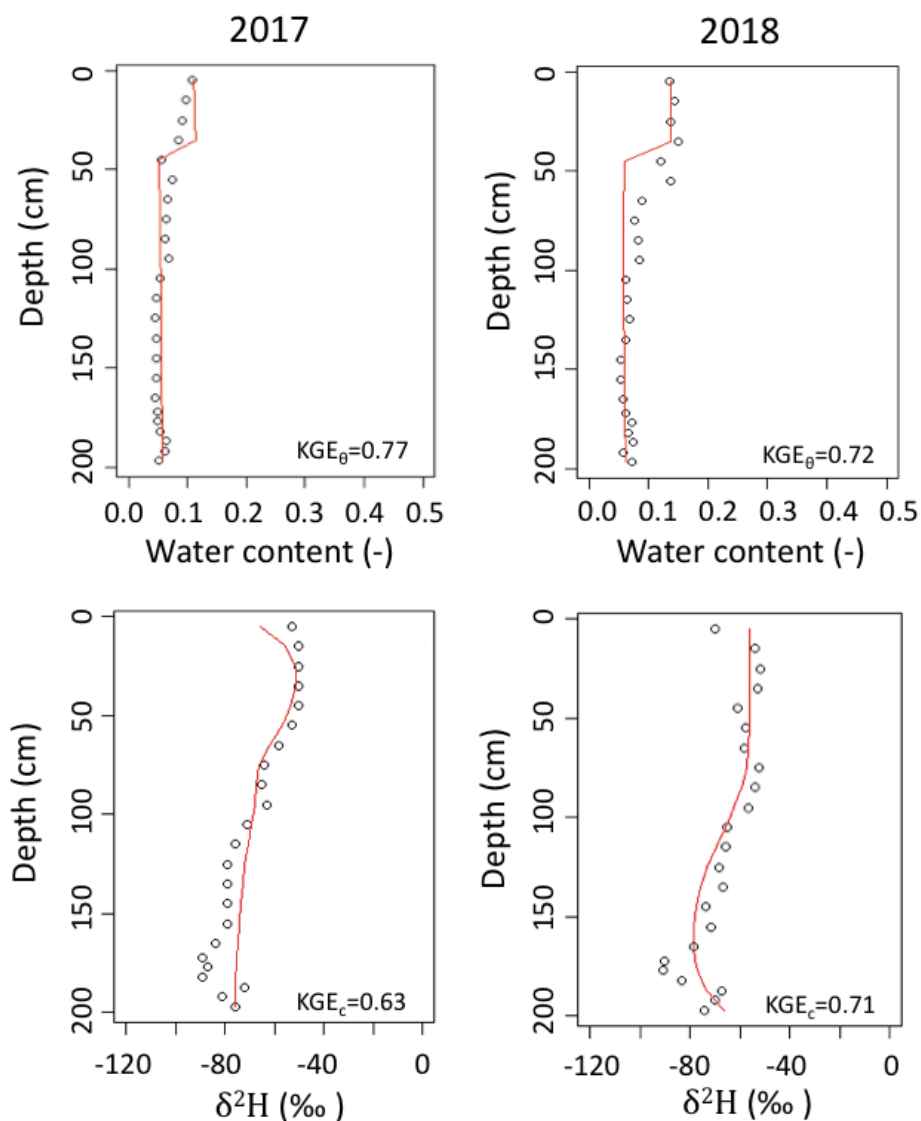 2017
2018
0
50
100
150
200
Depth (cm)
KGEθ=0.77
0.0 0.1 0.2 0.3 0.4 0.5
Water content (-)
0
50
100
150
200
Depth (cm)
KGEθ=0.72
0.0 0.1 0.2 0.3 0.4 0.5
Water content (-)
0
50
100
150
200
Depth (cm)
KGEc=0.63
-120 -80 -40 0
δ²H (‰)
0
50
100
150
200
Depth (cm)
KGEc=0.71
-120 -80 -40 0
δ²H (‰)